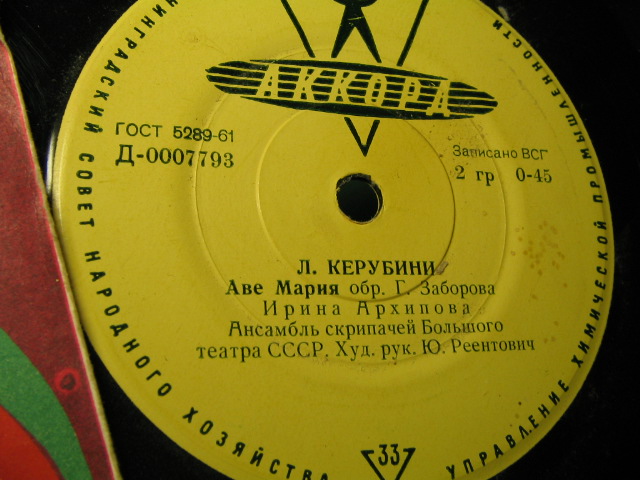 АККОРД
ГОСТ 5289-61
Д-0007793
Записано ВСГ
2 гр 0-45
Л. КЕРУБИНИ
Аве Мария обр. Г. Заборова
Ирина Архипова
Ансамбль скрипачей Большого
театра СССР. Худ. рук. Ю. Реентович
33
НИНГРАДСКИЙ СОВЕТ НАРОДНОГО ХОЗЯЙСТВА
УПРАВЛЕНИЕ ХИМИЧЕСКОЙ ПРОМЫШЛЕННОСТИ